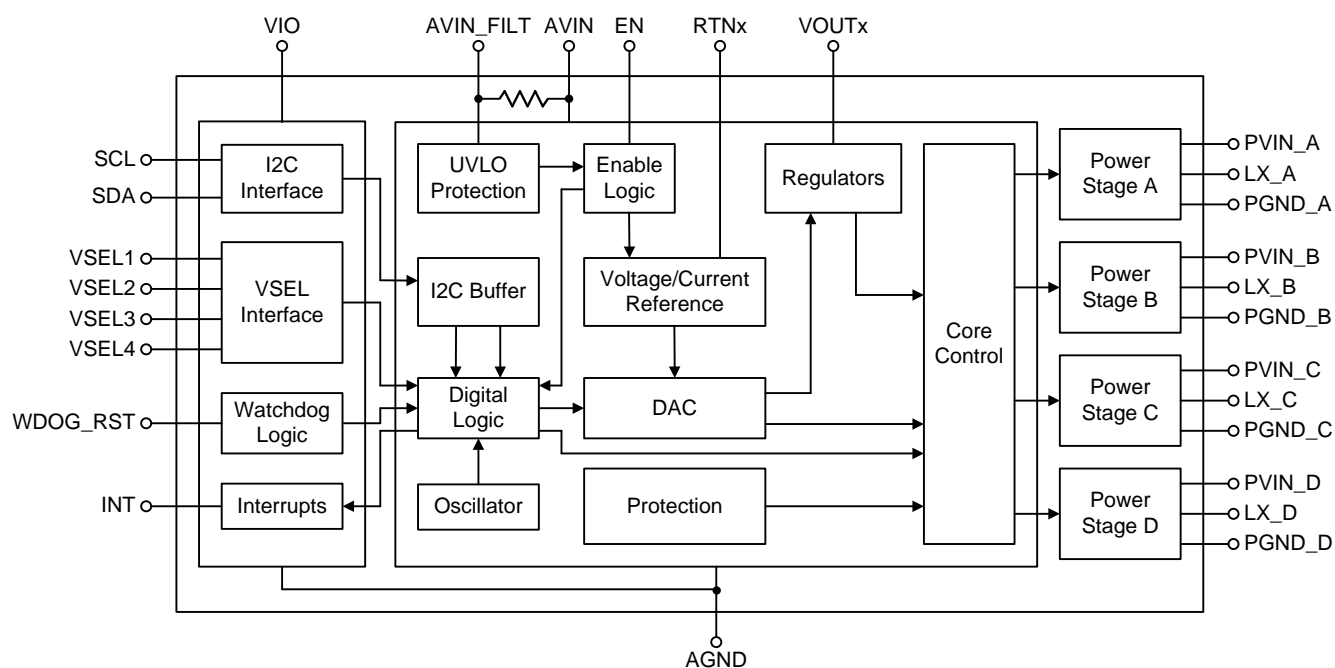 VIO
AVIN_FILT
AVIN
EN
RTNx
VOUTx
SCL
SDA
I2C
Interface
UVLO
Protection
Enable
Logic
Regulators
Power
Stage A
PVIN_A
LX_A
PGND_A
VSEL1
VSEL2
VSEL3
VSEL4
VSEL
Interface
I2C Buffer
Voltage/Current
Reference
Core
Control
Power
Stage B
PVIN_B
LX_B
PGND_B
WDOG_RST
Watchdog
Logic
Digital
Logic
DAC
Power
Stage C
PVIN_C
LX_C
PGND_C
INT
Interrupts
Oscillator
Protection
Power
Stage D
PVIN_D
LX_D
PGND_D
AGND